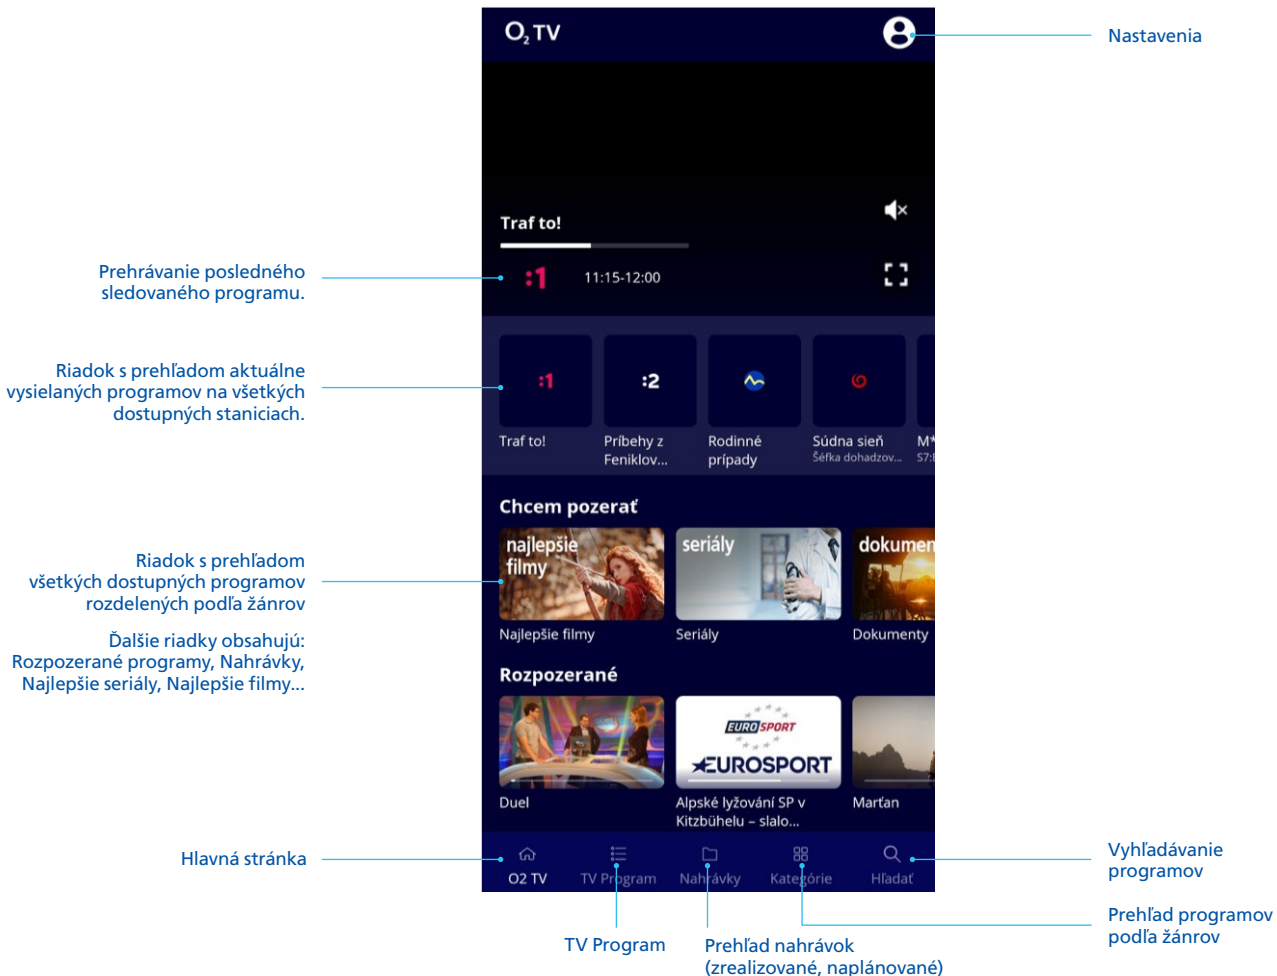 O2 TV
Nastavenia
Traf to!
:1
11:15-12:00
Prehrávanie posledného
sledovaného programu.
Riadok s prehľadom aktuálne
vysielaných programov na všetkých
dostupných staniciach.
:1
:2
Traf to!
Príbehy z
Feniklov...
Rodinné
prípady
Súdna sieň
Šéfka dohadzov...
M*
S7:E
Chcem pozerať
najlepšie
filmy
seriály
dokumen
Najlepšie filmy
Seriály
Dokumenty
Riadok s prehľadom
všetkých dostupných programov
rozdelených podľa žánrov
Ďalšie riadky obsahujú:
Rozpozerané programy, Nahrávky,
Najlepšie seriály, Najlepšie filmy...
Rozpozerané
EUROSPORT
EUROSPORT
Duel
Alpské lyžování SP v
Kitzbühelu – slalo...
Marťan
Hlavná stránka
O2 TV
TV Program
Nahrávky
Kategórie
Hľadať
Vyhľadávanie
programov
Prehľad programov
podľa žánrov
TV Program
Prehľad nahrávok
(zrealizované, naplánované)